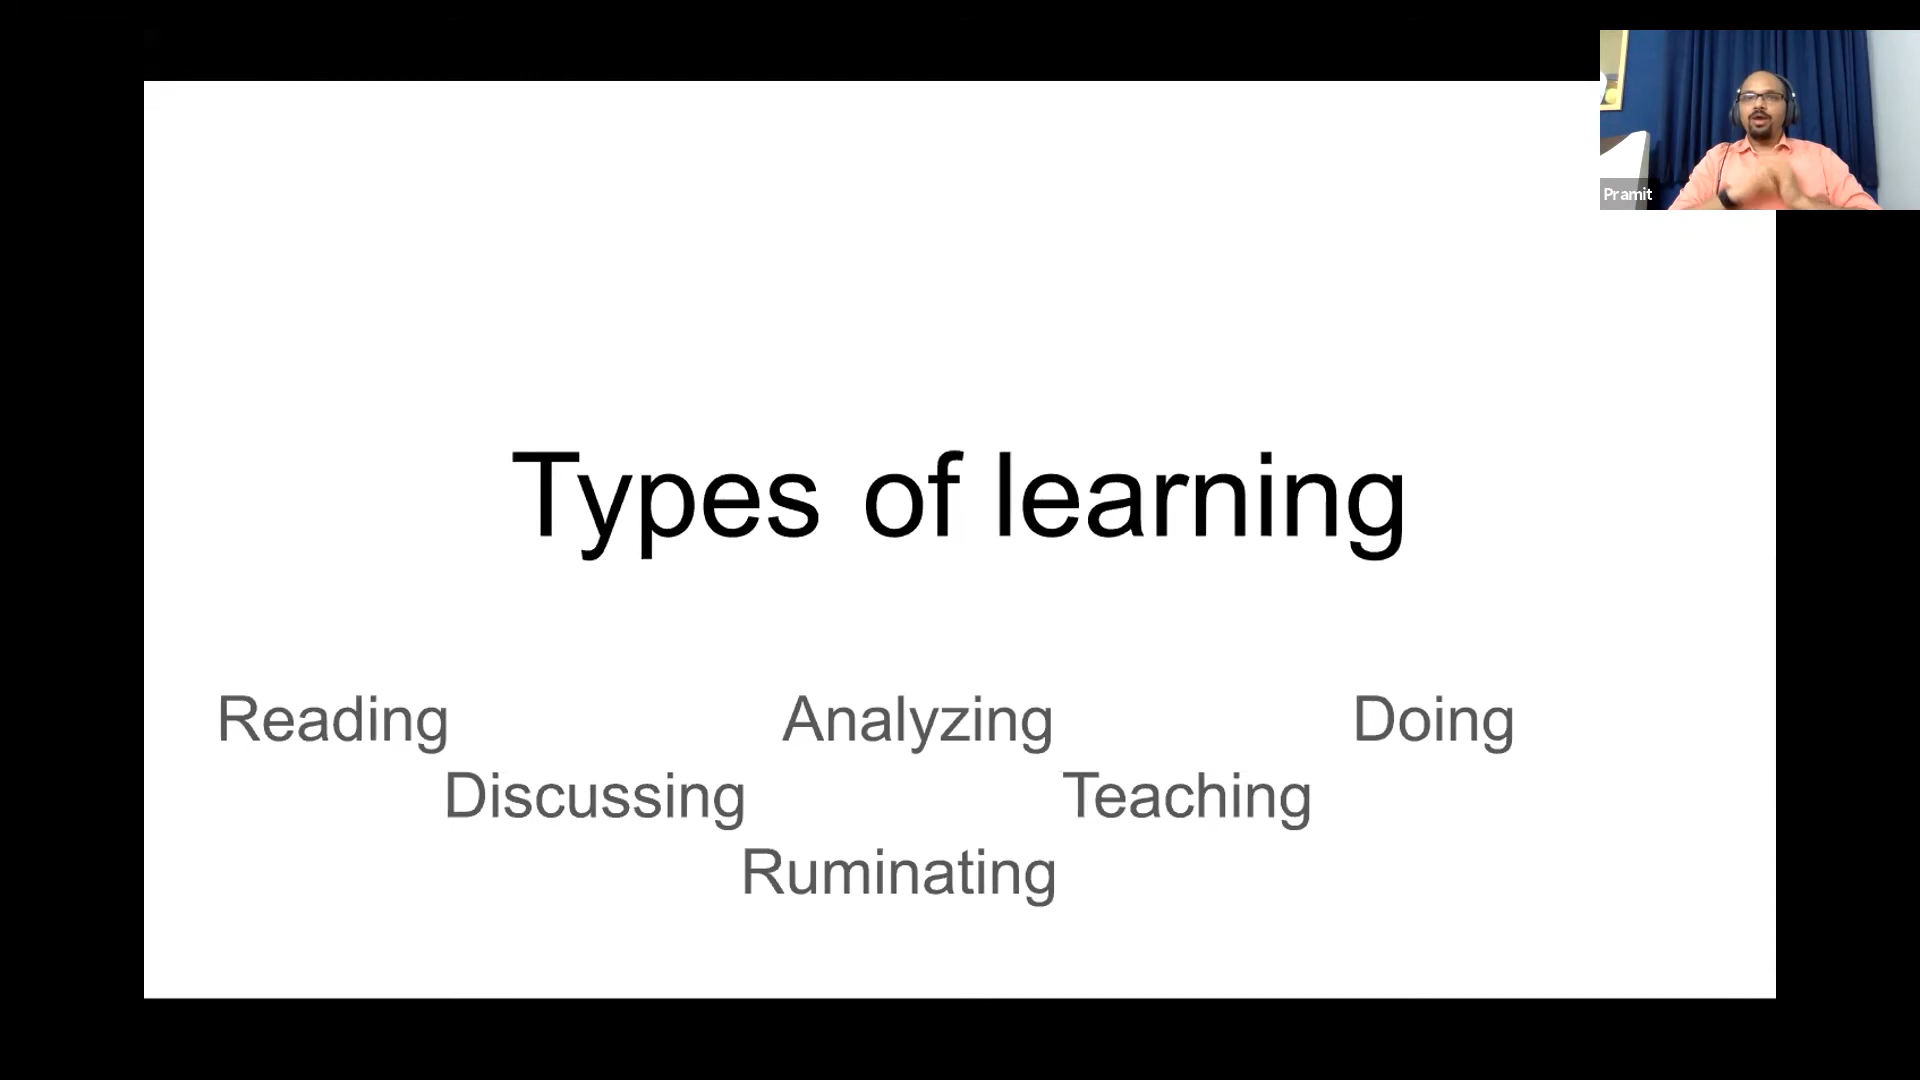 Pramit
Types of learning
Reading Analyzing Doing
Discussing Teaching
Ruminating